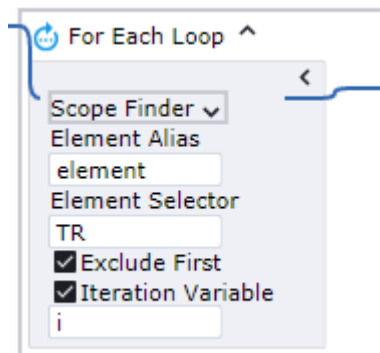 For Each Loop
Scope Finder
Element Alias
element
Element Selector
TR
Exclude First
Iteration Variable
i